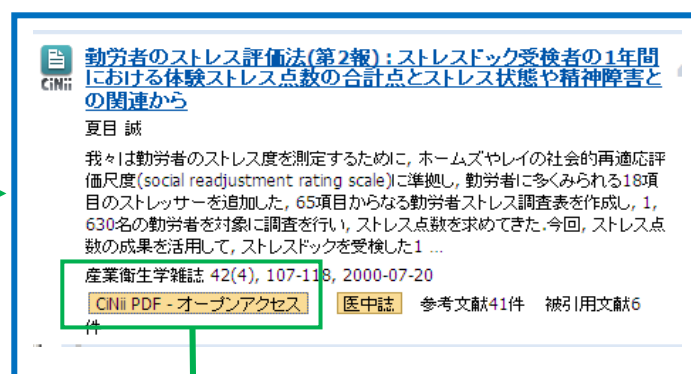 勤労者のストレス評価法(第2報) : ストレスドック受検者の1年間
における体験ストレス点数の合計点とストレス状態や精神障害と
の関連から
CiNii
夏目 誠
我々は勤労者のストレス度を測定するために, ホームズやレイの社会的再適応評
価尺度(social readjustment rating scale)に準拠し, 勤労者に多くみられる18項
目のストレッサーを追加した, 65項目からなる勤労者ストレス調査表を作成し, 1,
630名の勤労者を対象に調査を行い, ストレス点数を求めてきた.今回, ストレス点
数の成果を活用して, ストレスドックを受検した1 ...
産業衛生学雑誌 42(4), 107-118, 2000-07-20
CiNii PDF - オープンアクセス 医中誌 参考文献41件 被引用文献6
件